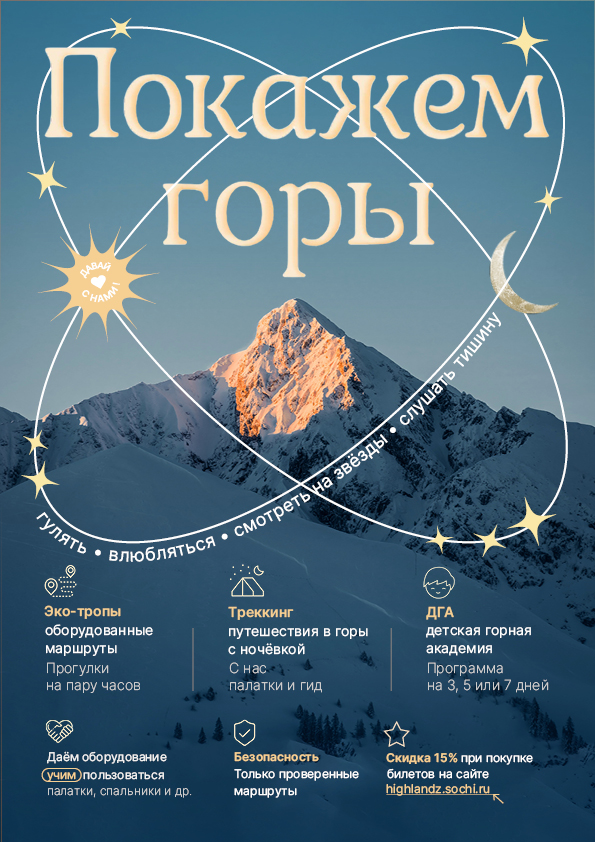 Покажем
горы
ДАВАЙ
С НАМИ!
гулять • влюбляться • смотреть на звёзды • слушать тишину
Эко-тропы
оборудованные
маршруты
Прогулки
на пару часов
Треккинг
путешествия в горы
с ночёвкой
С нас
палатки и гид
ДГА
детская горная
академия
Программа
на 3, 5 или 7 дней
Даём оборудование
учим пользоваться
палатки, спальники и др.
Безопасность
Только проверенные
маршруты
Скидка 15% при покупке
билетов на сайте
highlandz.sochi.ru